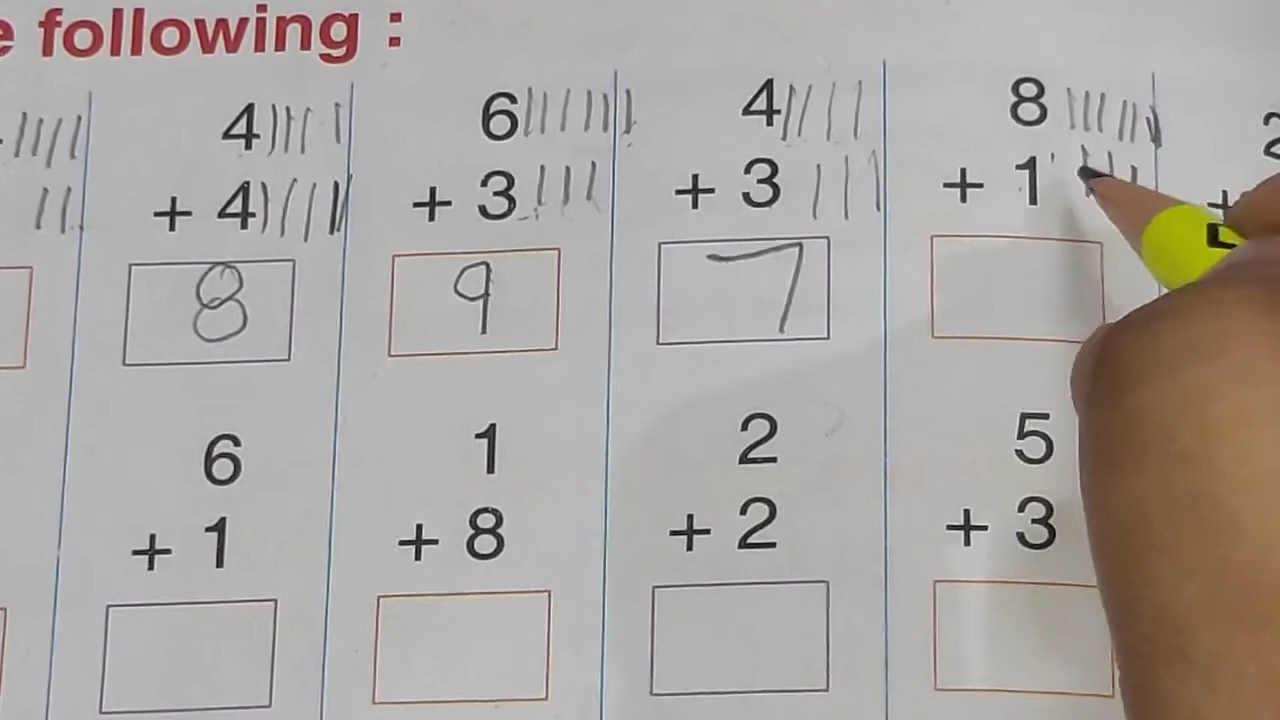 following :
4 6 4 8
+ 4 + 3 + 3 + 1
8 9 7
6 1 2 5
+ 1 + 8 + 2 + 3